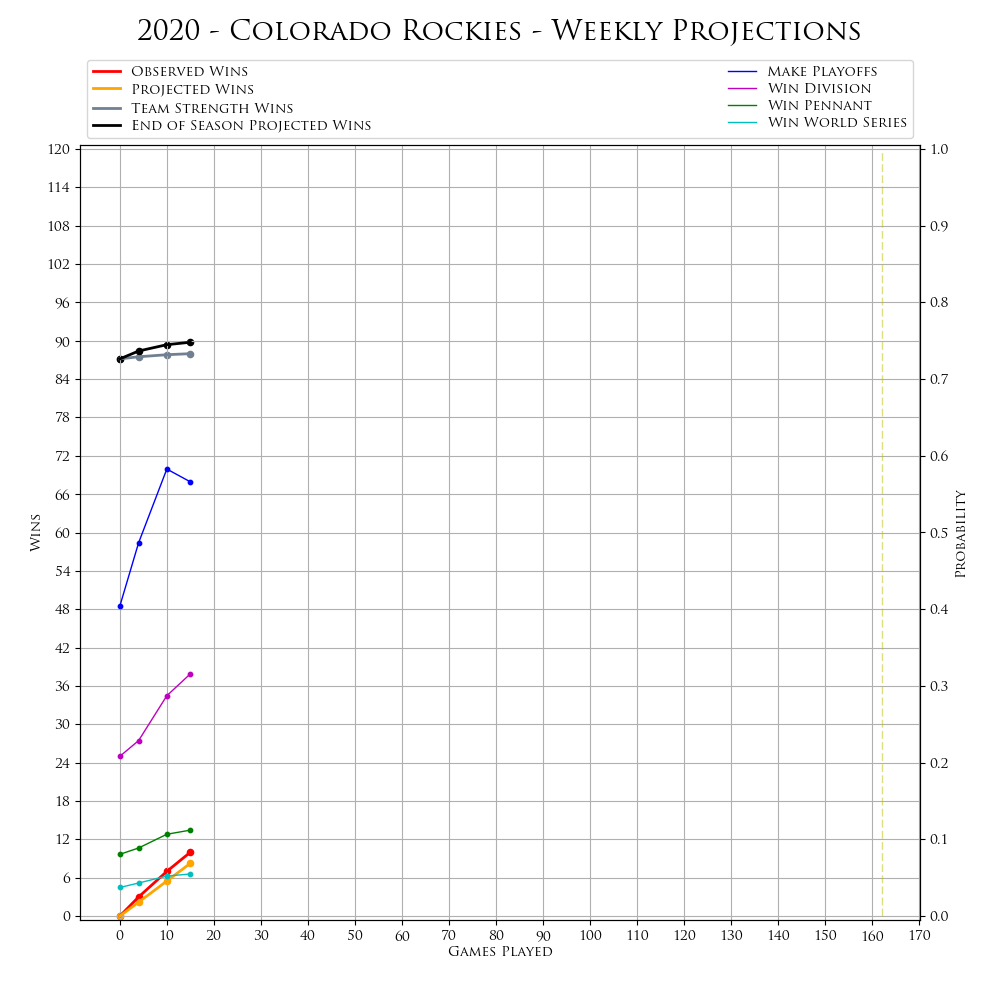 2020 - Colorado Rockies - Weekly Projections
Observed Wins
Projected Wins
Team Strength Wins
End of Season Projected Wins
Make Playoffs
Win Division
Win Pennant
Win World Series
120
114
108
102
96
90
84
78
72
66
60
54
48
42
36
30
24
18
12
6
0
Wins
1.0
0.9
0.8
0.7
0.6
0.5
0.4
0.3
0.2
0.1
0.0
Probability
0 10 20 30 40 50 60 70 80 90 100 110 120 130 140 150 160 170
Games Played